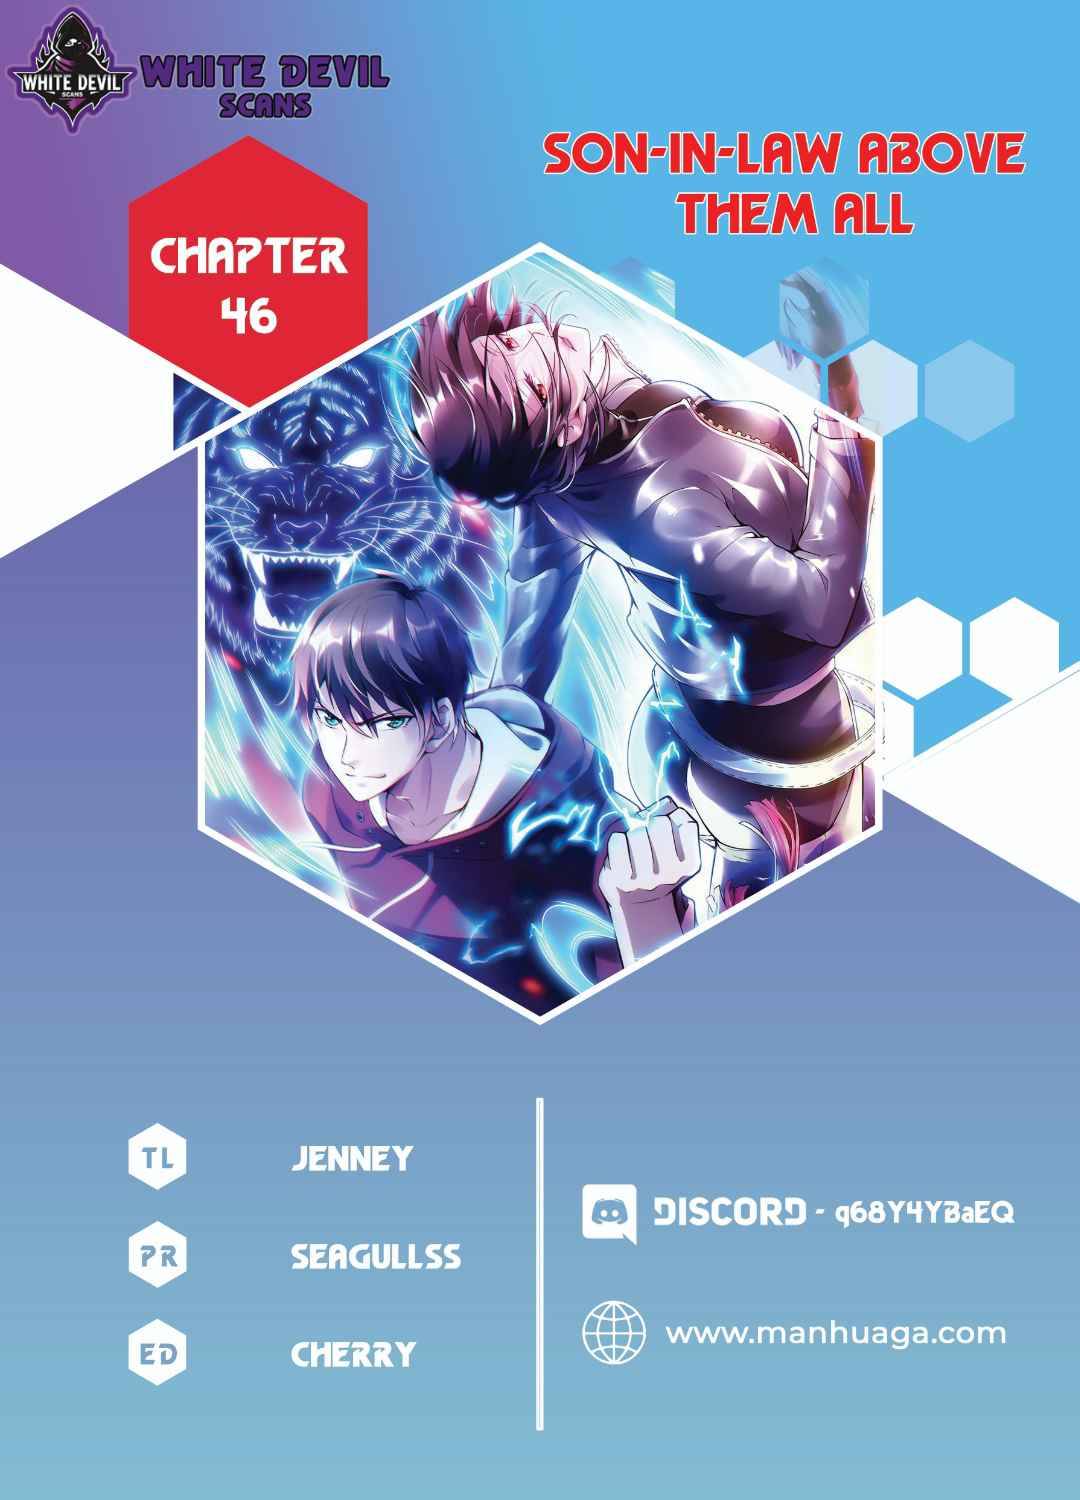 WHITE DEVIL
SCANS
WHITE DEVIL
SCANS
SON-IN-LAW ABOVE
THEM ALL
CHAPTER
46
TL JENNEY
PR SEAGULLSS
ED CHERRY
DISCORD - q68Y4YBaEQ
www.manhuaga.com